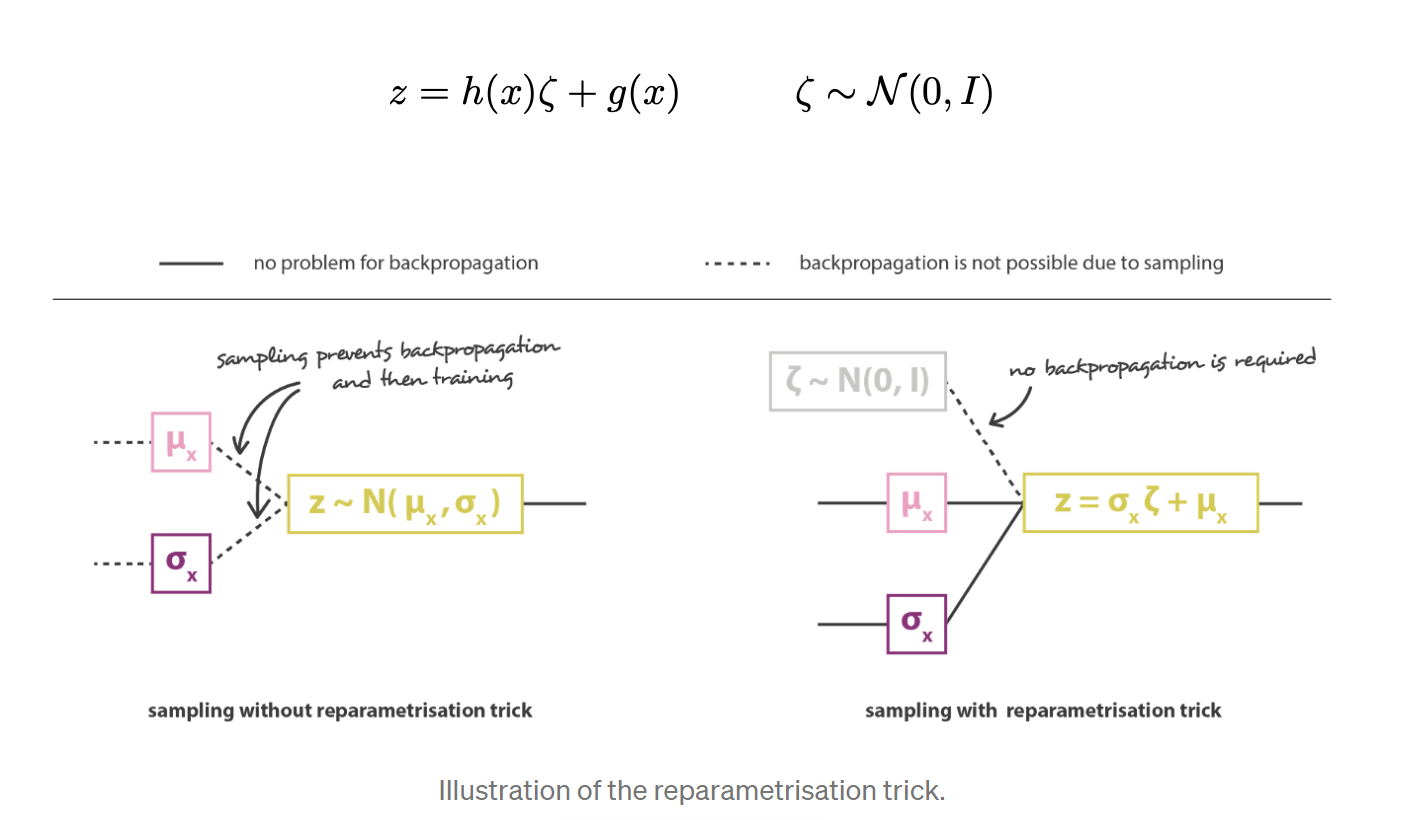 z = h(x)ζ + g(x)
ζ ∼ 𝒩(0, I)
no problem for backpropagation
backpropagation is not possible due to sampling
sampling prevents backpropagation
and then training
μx
σx
z ~ N( μx , σx )
ζ ~ N(0, I)
no backpropagation is required
μx
σx
z = σx ζ + μx
sampling without reparametrisation trick
sampling with reparametrisation trick
Illustration of the reparametrisation trick.